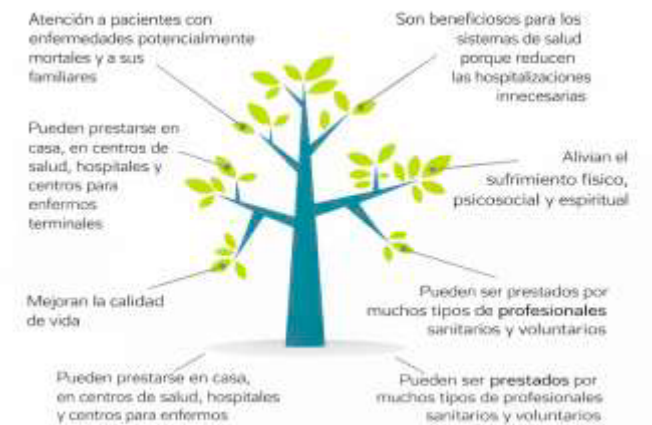 Atención a pacientes con
enfermedades potencialmente
mortales y a sus
familiares
Son beneficiosos para los
sistemas de salud
porque reducen
las hospitalizaciones
innecesarias
Pueden prestarse en
casa, en centros de
salud, hospitales y
centros para
enfermos
terminales
Alivian el
sufrimiento físico,
psicosocial y espiritual
Mejoran la calidad
de vida
Pueden ser prestados por
muchos tipos de profesionales
sanitarios y voluntarios
Pueden prestarse en casa,
en centros de salud, hospitales
y centros para enfermos
Pueden ser prestados por
muchos tipos de profesionales
sanitarios y voluntarios